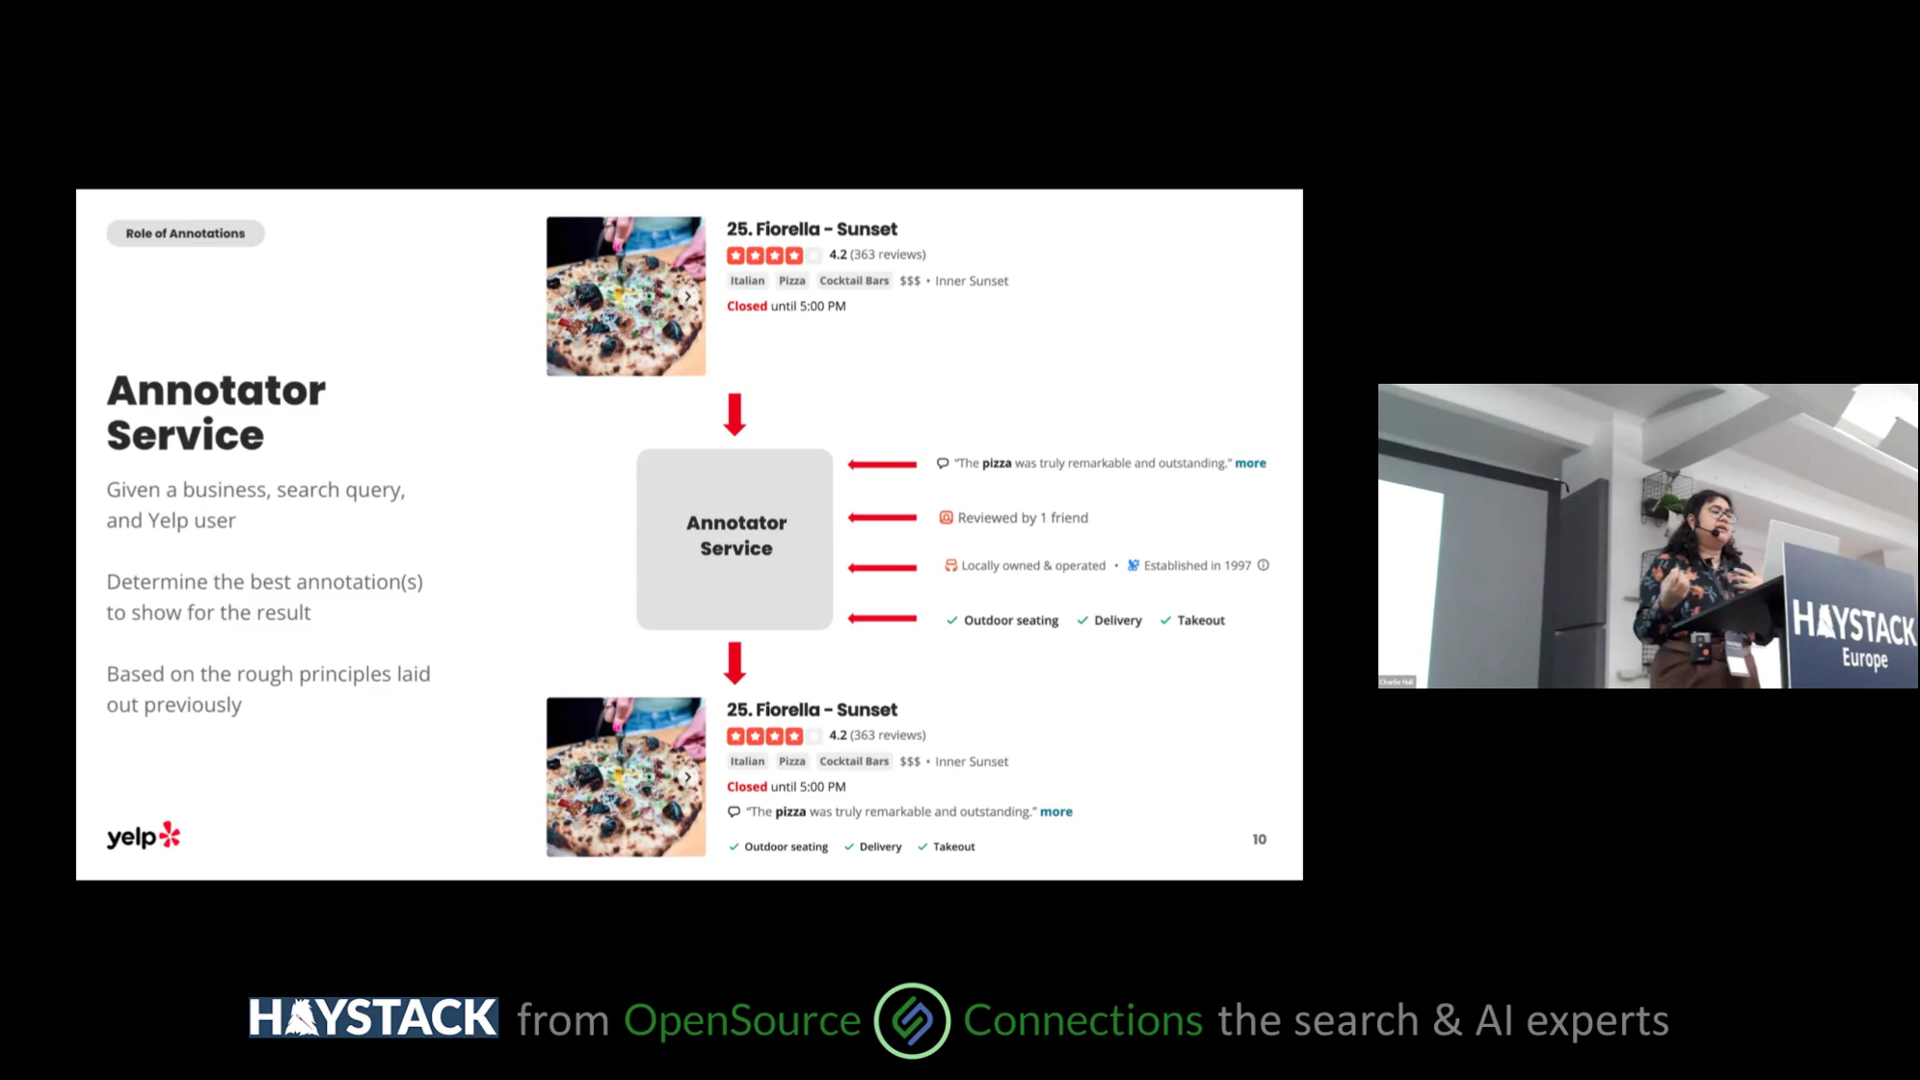 Role of Annotations
Annotator
Service
Given a business, search query,
and Yelp user
Determine the best annotation(s)
to show for the result
Based on the rough principles laid
out previously
yelp
25. Fiorella - Sunset
4.2 (363 reviews)
Italian Pizza Cocktail Bars $$$ • Inner Sunset
Closed until 5:00 PM
Annotator
Service
"The pizza was truly remarkable and outstanding." more
Reviewed by 1 friend
Locally owned & operated • Established in 1997
Outdoor seating Delivery Takeout
25. Fiorella - Sunset
4.2 (363 reviews)
Italian Pizza Cocktail Bars $$$ • Inner Sunset
Closed until 5:00 PM
"The pizza was truly remarkable and outstanding." more
Outdoor seating Delivery Takeout
10
HAYSTACK
Europe
Charlie Hull
HAYSTACK from OpenSource Connections the search & AI experts